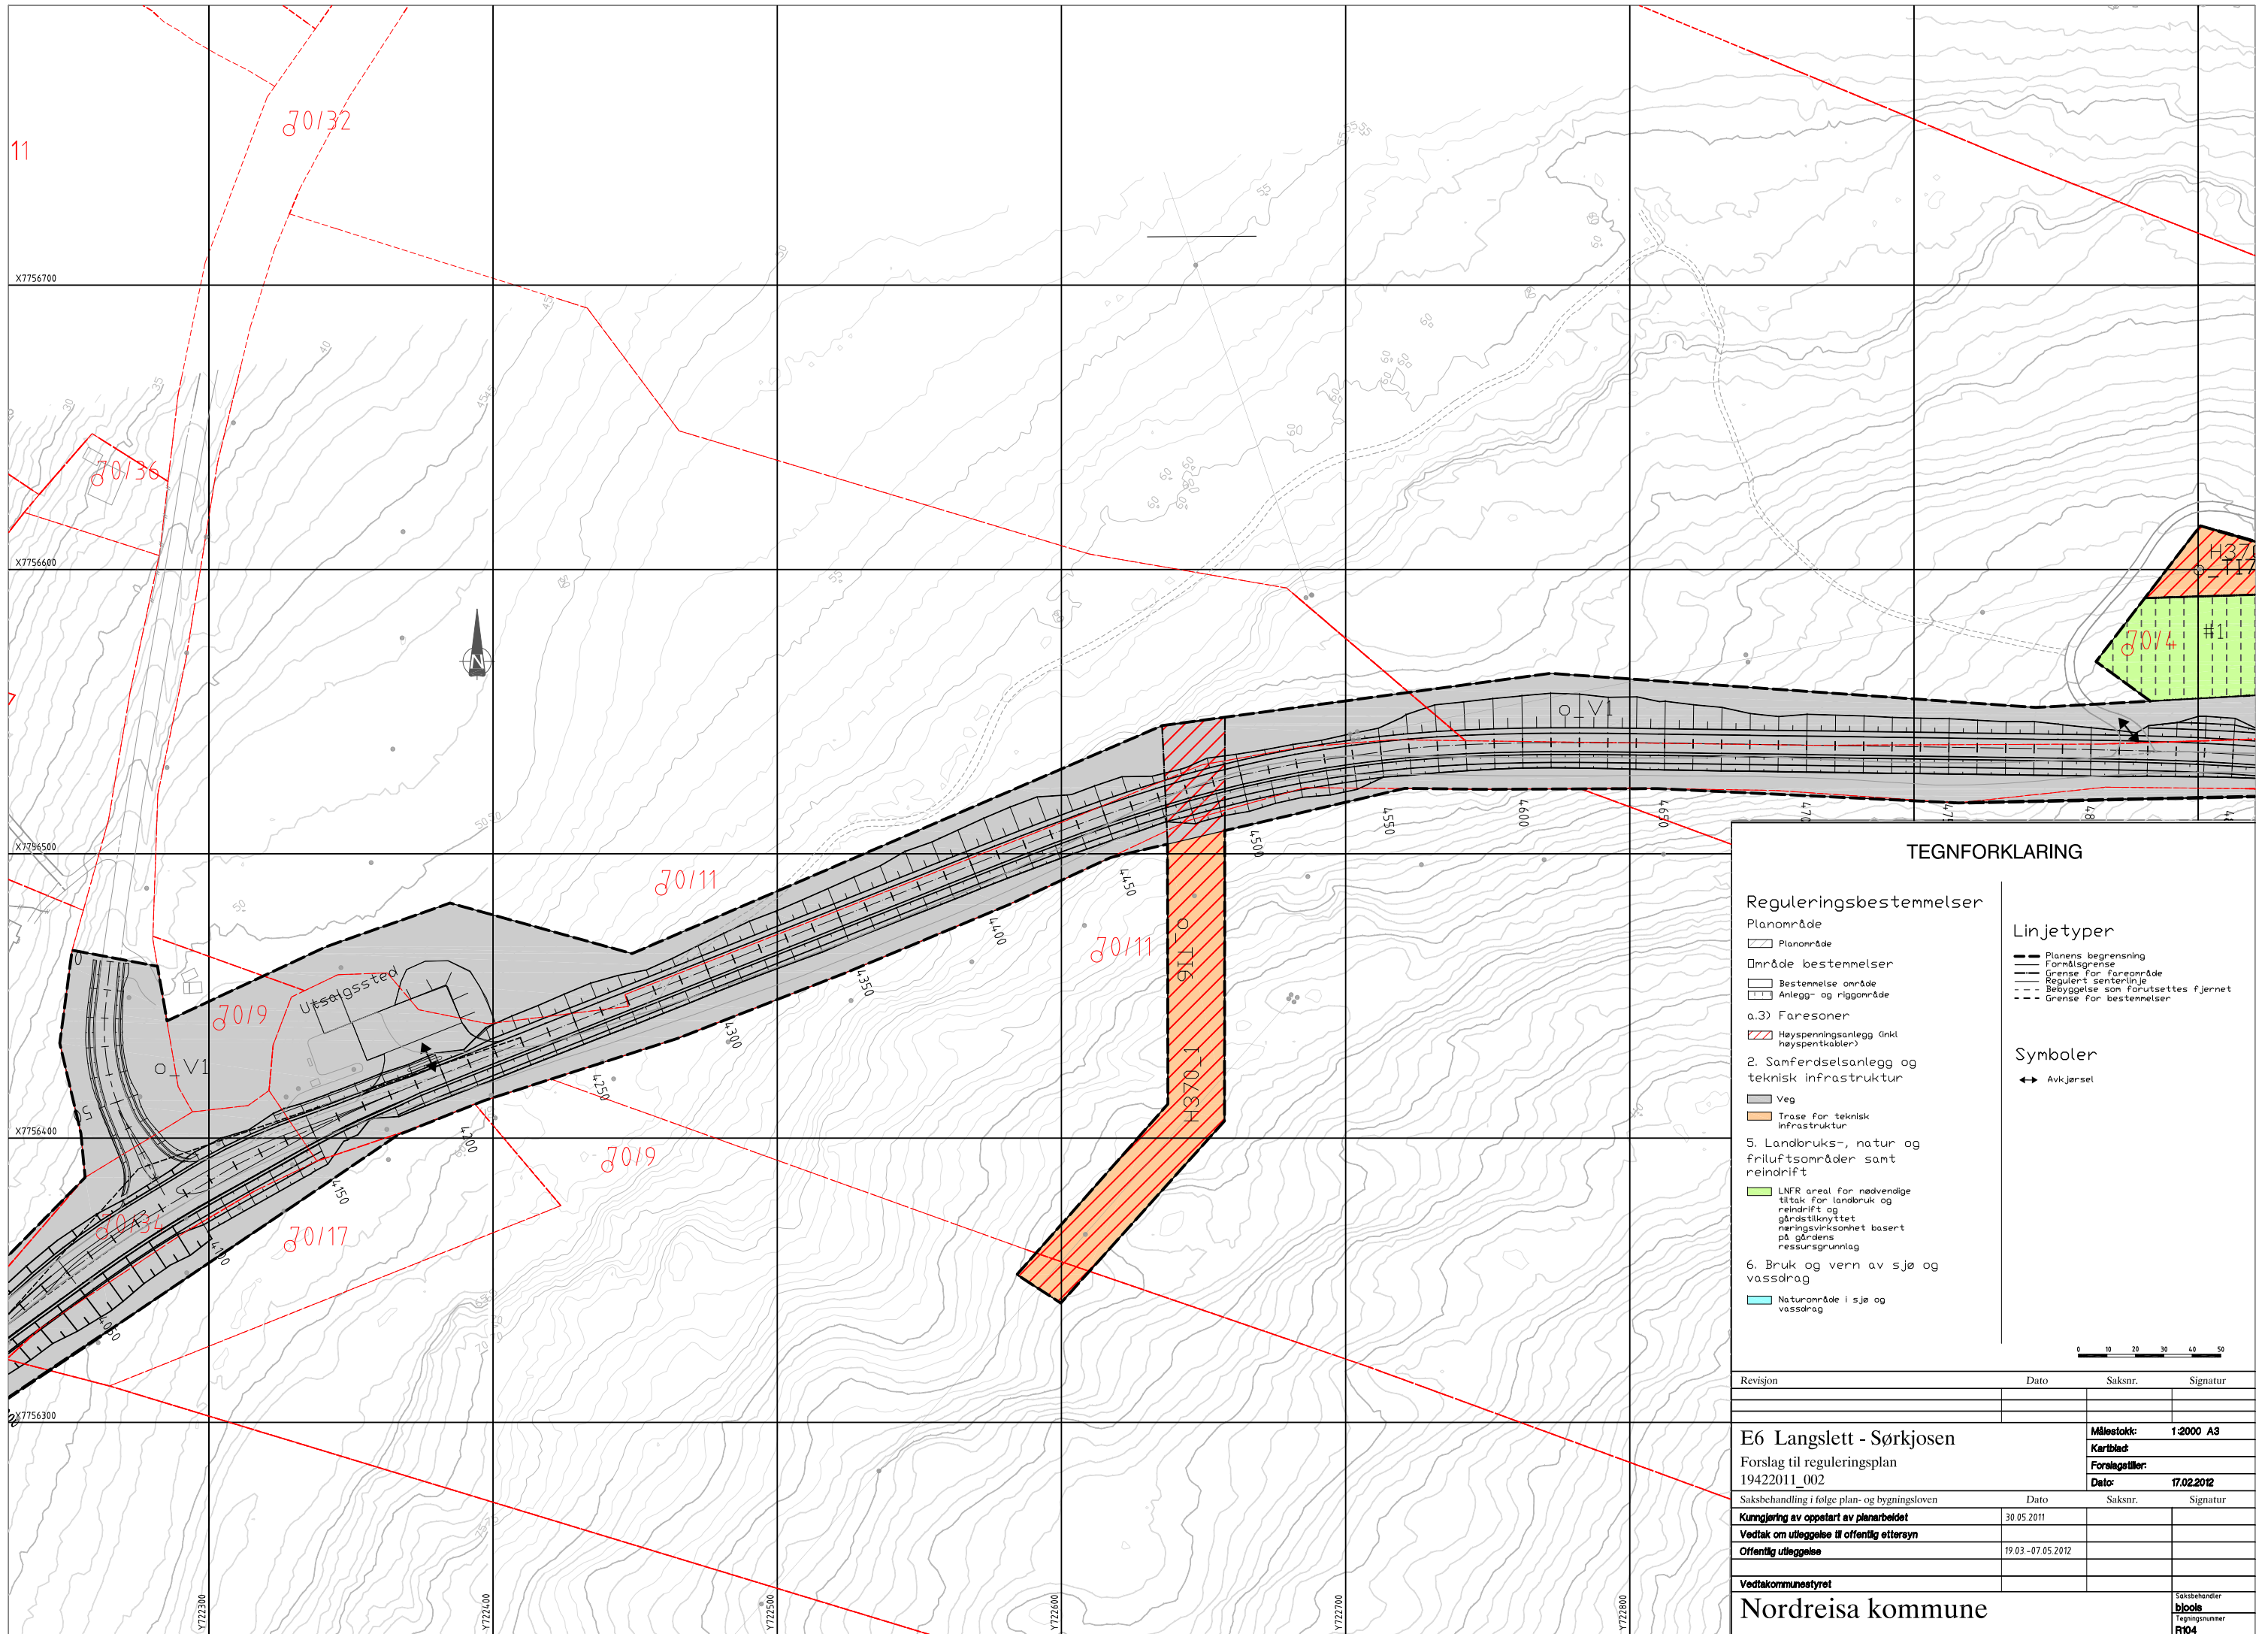 11
70/32
X7756700
70/36
X7756600
N
X7756500
70/11
70/11
Utsalgssted
70/9
o_V1
o_V1
50
X7756400
70/34
70/17
70/9
X7756300
4050
4100
4150
4200
4250
4300
4350
4400
4450
4500
4550
4600
4650
o_T16
H370_1
70/4
#1
Y722300
Y722400
Y722500
Y722600
Y722700
Y722800
TEGNFORKLARING
Reguleringsbestemmelser
Planområde
Planområde
Område bestemmelser
Bestemmelse område
Anlegg- og riggområde
a.3) Faresoner
Høyspenningsanlegg (inkl
høyspentkabler)
2. Samferdselsanlegg og
teknisk infrastruktur
Veg
Trase for teknisk
infrastruktur
5. Landbruks-, natur og
friluftsområder samt
reindrift
LNFR areal for nødvendige
tiltak for landbruk og
reindrift og
gårdstilknyttet
næringsvirksomhet basert
på gårdens
ressursgrunnlag
6. Bruk og vern av sjø og
vassdrag
Naturområde i sjø og
vassdrag
Linjetyper
Planens begrensning
Formålsgrense
Grense for fareområde
Regulert senterlinje
Bebyggelse som forutsettes fjernet
Grense for bestemmelser
Symboler
Avkjørsel
0 10 20 30 40 50
Revisjon Dato Saksnr. Signatur
E6 Langslett - Sørkjosen
Forslag til reguleringsplan
19422011_002
Målestokk: 1:2000 A3
Kartblad:
Forslagstiller:
Dato: 17.02.2012
Saksbehandling i følge plan- og bygningsloven Dato Saksnr. Signatur
Kunngjøring av oppstart av planarbeidet 30.05.2011
Vedtak om utleggelse til offentlig ettersyn
Offentlig utleggelse 19.03.-07.05.2012
Vedtakommunestyret
Nordreisa kommune
Saksbehandler
bjools
Tegningsnummer
R104